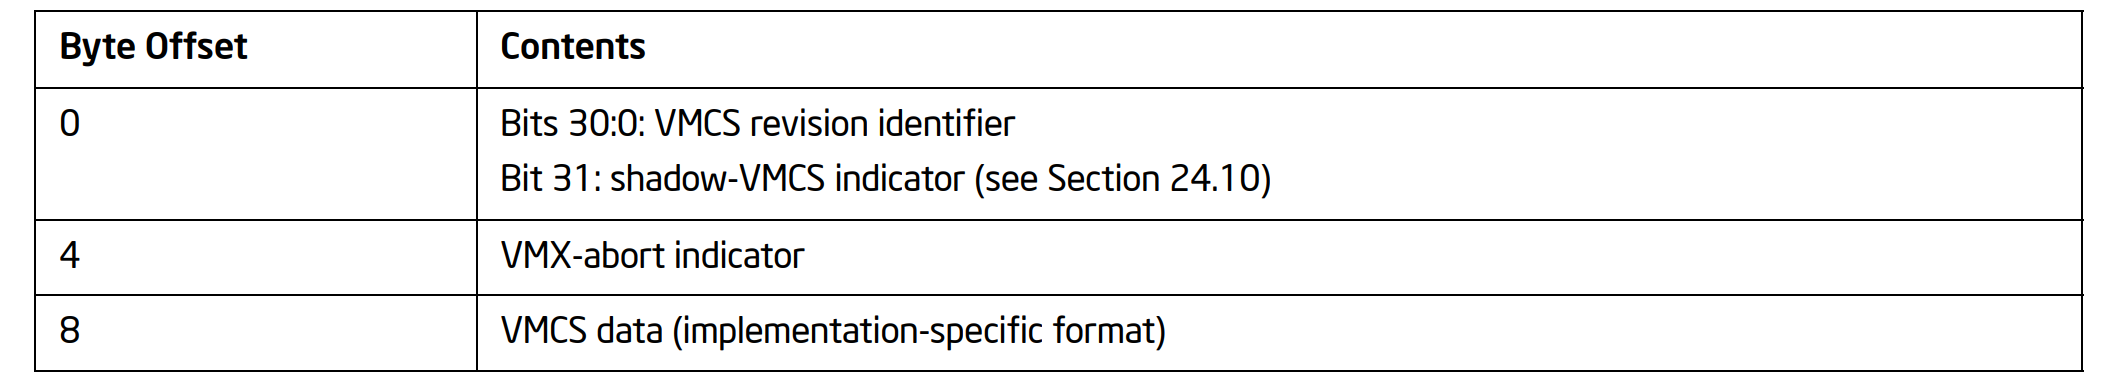 Byte Offset Contents
0 Bits 30:0: VMCS revision identifier
Bit 31: shadow-VMCS indicator (see Section 24.10)
4 VMX-abort indicator
8 VMCS data (implementation-specific format)